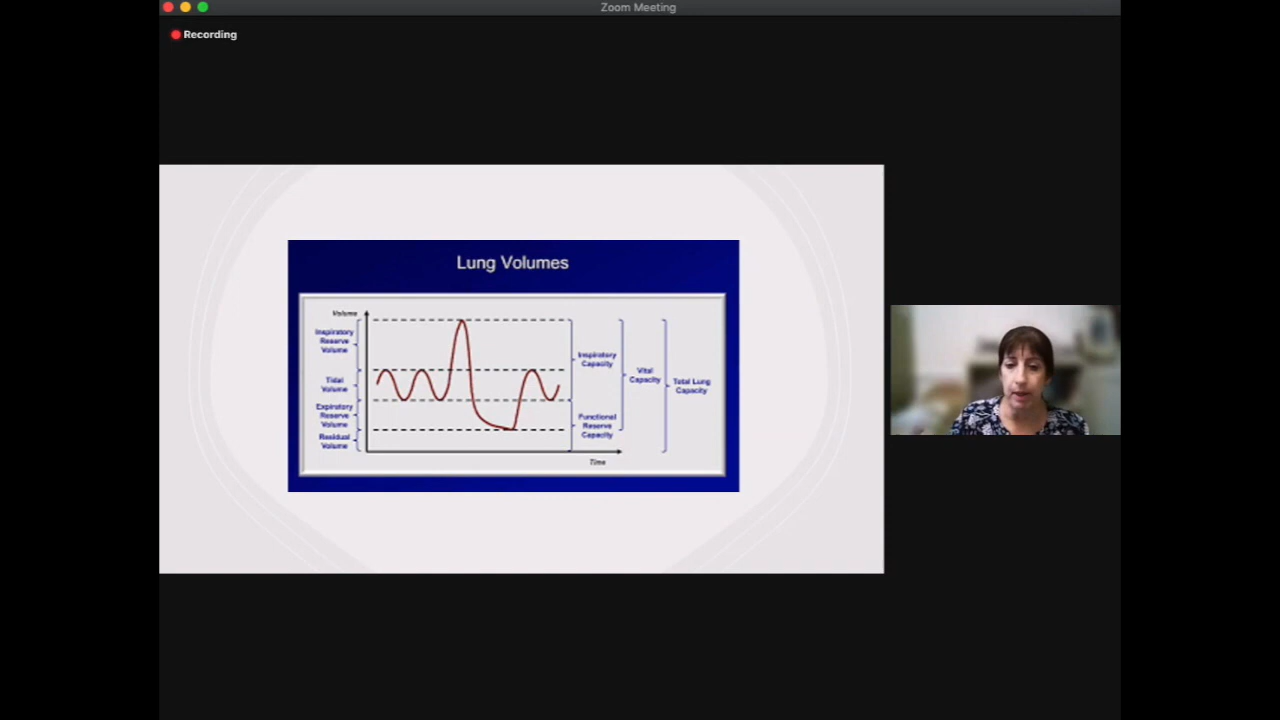 Zoom Meeting
Recording
Lung Volumes
Volume
Inspiratory
Reserve
Volume
Tidal
Volume
Expiratory
Reserve
Volume
Residual
Volume
Inspiratory
Capacity
Functional
Reserve
Capacity
Vital
Capacity
Total Lung
Capacity
Time